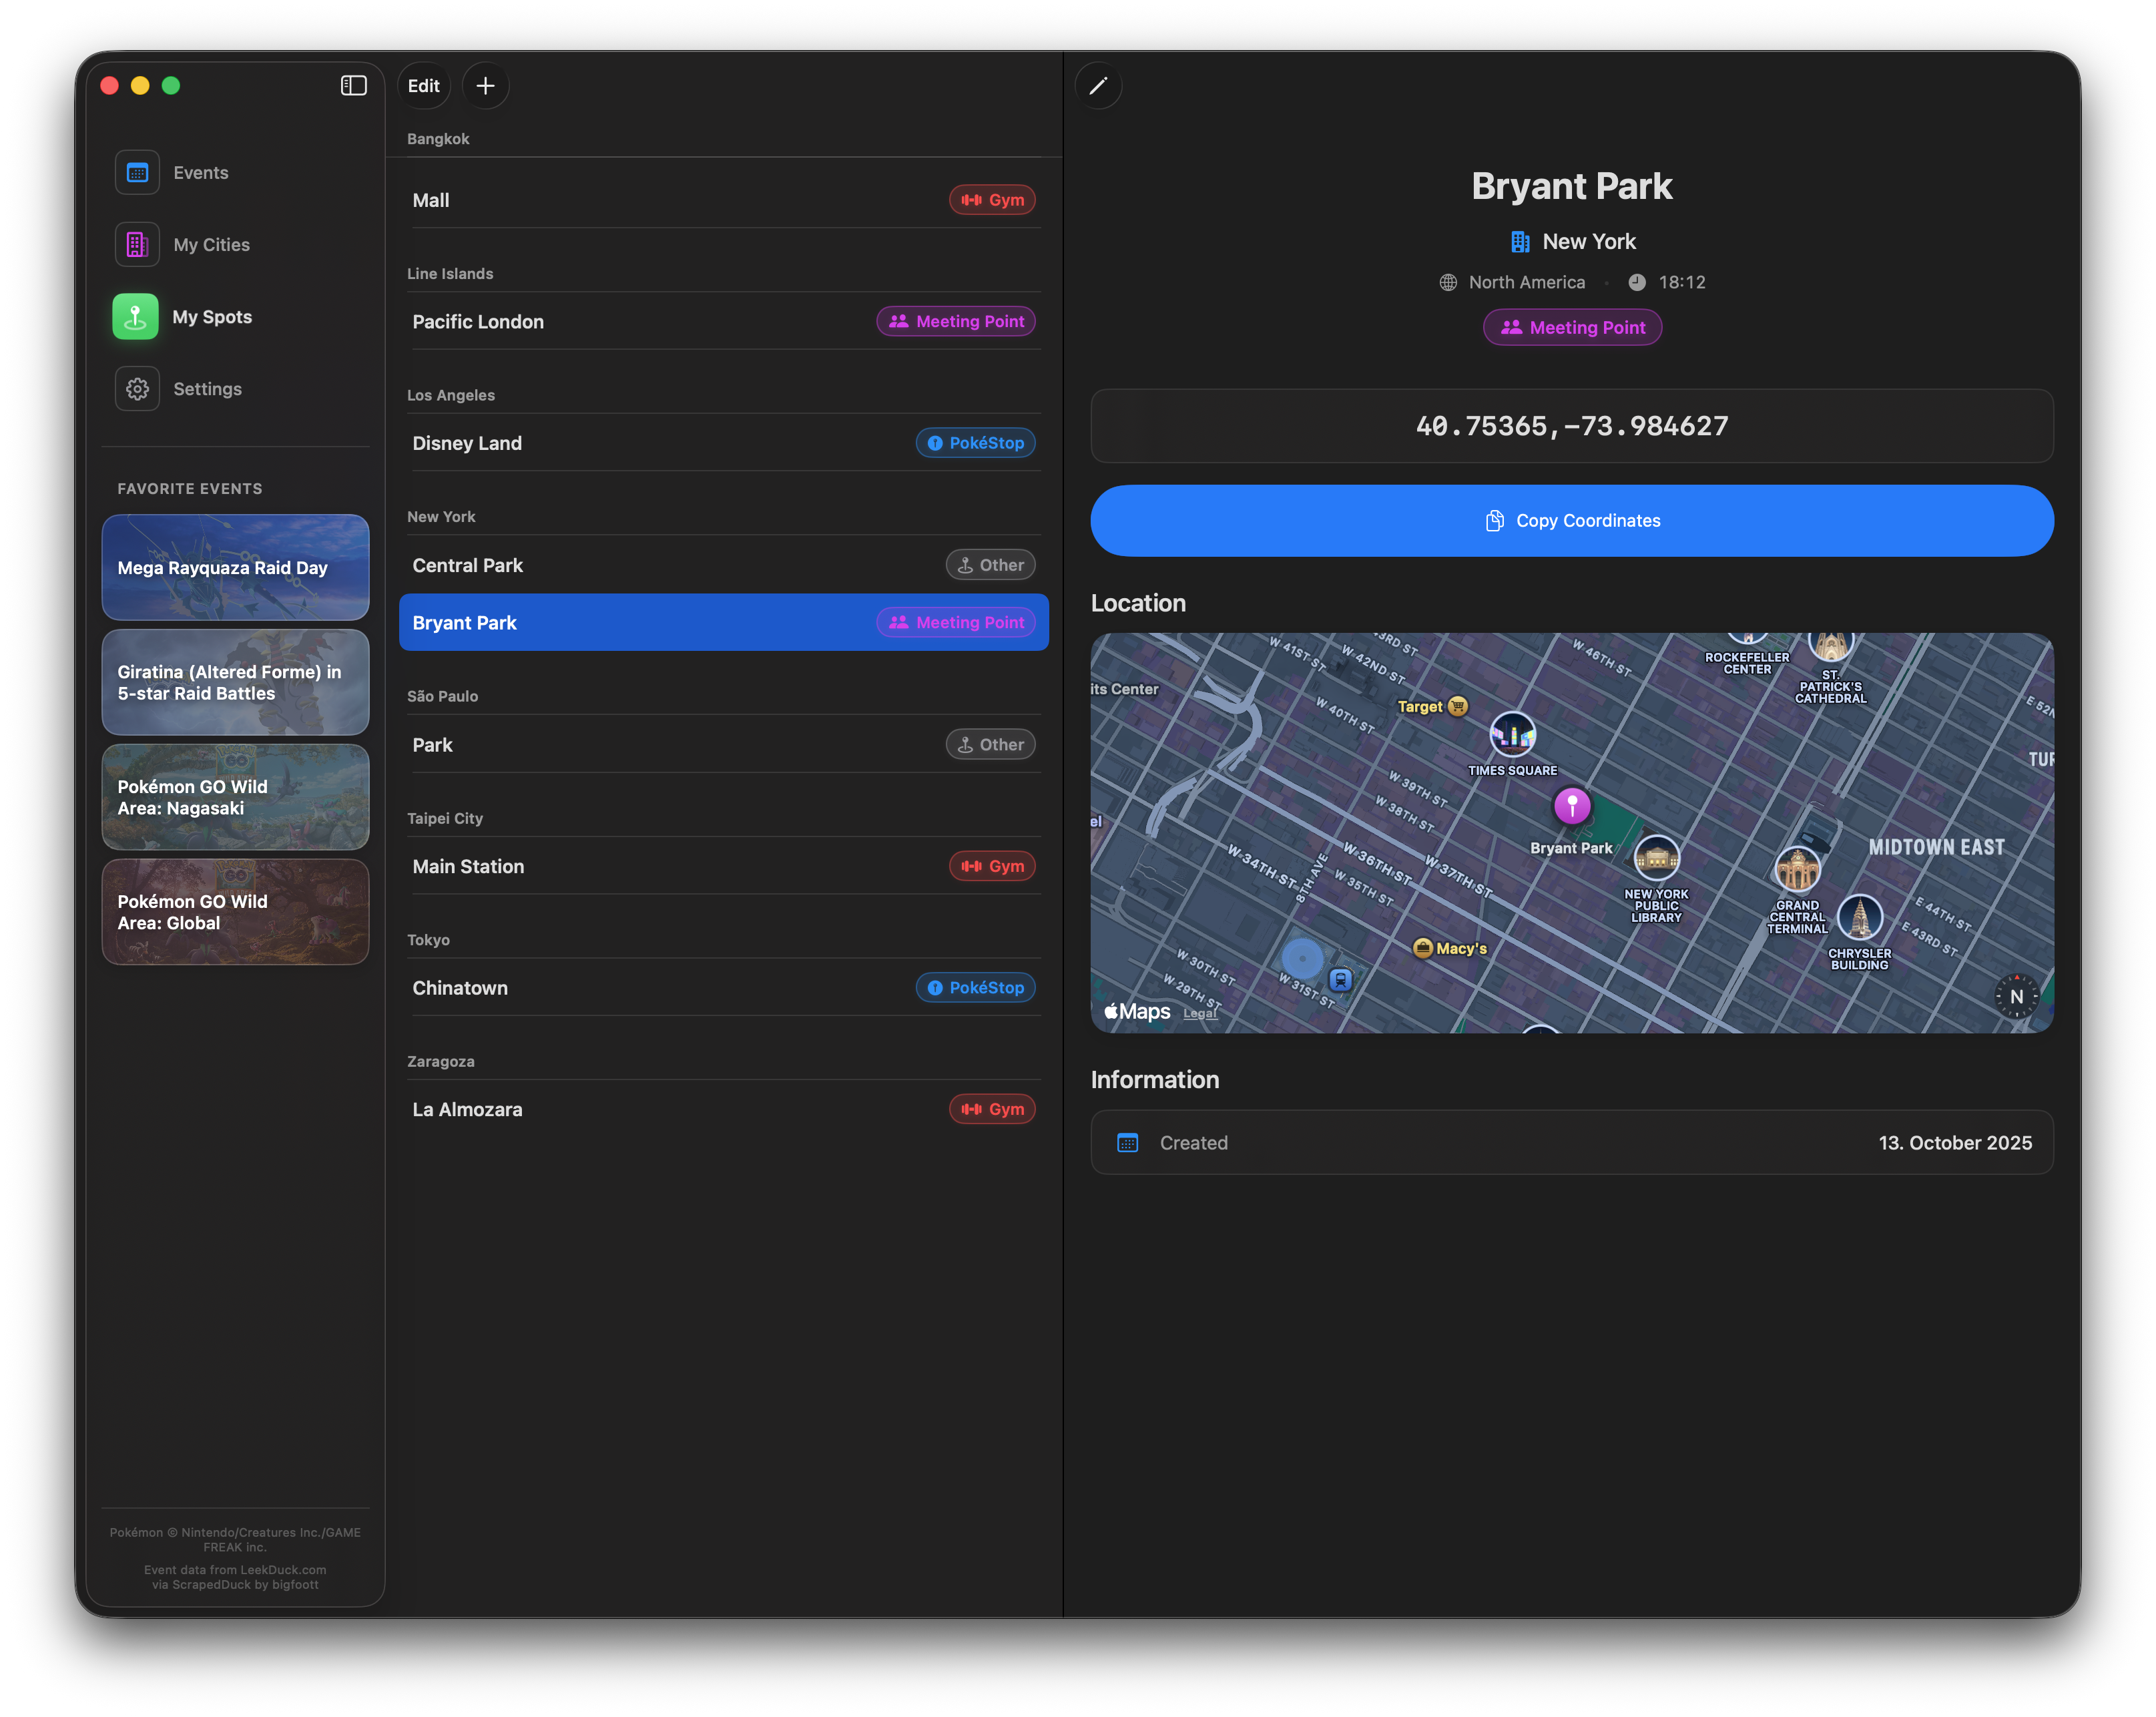 Events
My Cities
My Spots
Settings
FAVORITE EVENTS
Mega Rayquaza Raid Day
Giratina (Altered Forme) in
5-star Raid Battles
Pokémon GO Wild
Area: Nagasaki
Pokémon GO Wild
Area: Global
Pokémon © Nintendo/Creatures Inc./GAME
FREAK inc.
Event data from LeekDuck.com
via ScrapedDuck by bigfoott
Edit
Bangkok
Mall
Gym
Line Islands
Pacific London
Meeting Point
Los Angeles
Disney Land
PokéStop
New York
Central Park
Other
Bryant Park
Meeting Point
São Paulo
Park
Other
Taipei City
Main Station
Gym
Tokyo
Chinatown
PokéStop
Zaragoza
La Almozara
Gym
Bryant Park
New York
North America • 18:12
Meeting Point
40.75365,-73.984627
Copy Coordinates
Location
W 41ST ST
W 42ND ST
W 46TH ST
ROCKEFELLER
CENTER
ST.
PATRICK'S
CATHEDRAL
its Center
W 40TH ST
Target
TIMES SQUARE
W 39TH ST
W 38TH ST
Bryant Park
MIDTOWN EAST
W 34TH ST
8TH AVE
W 36TH ST
W 37TH ST
W 35TH ST
NEW YORK
PUBLIC
LIBRARY
GRAND
CENTRAL
TERMINAL
E 44TH ST
E 43RD ST
CHRYSLER
BUILDING
Macy's
W 30TH ST
W 29TH ST
W 31ST ST
N
Maps
Legal
Information
Created
13. October 2025